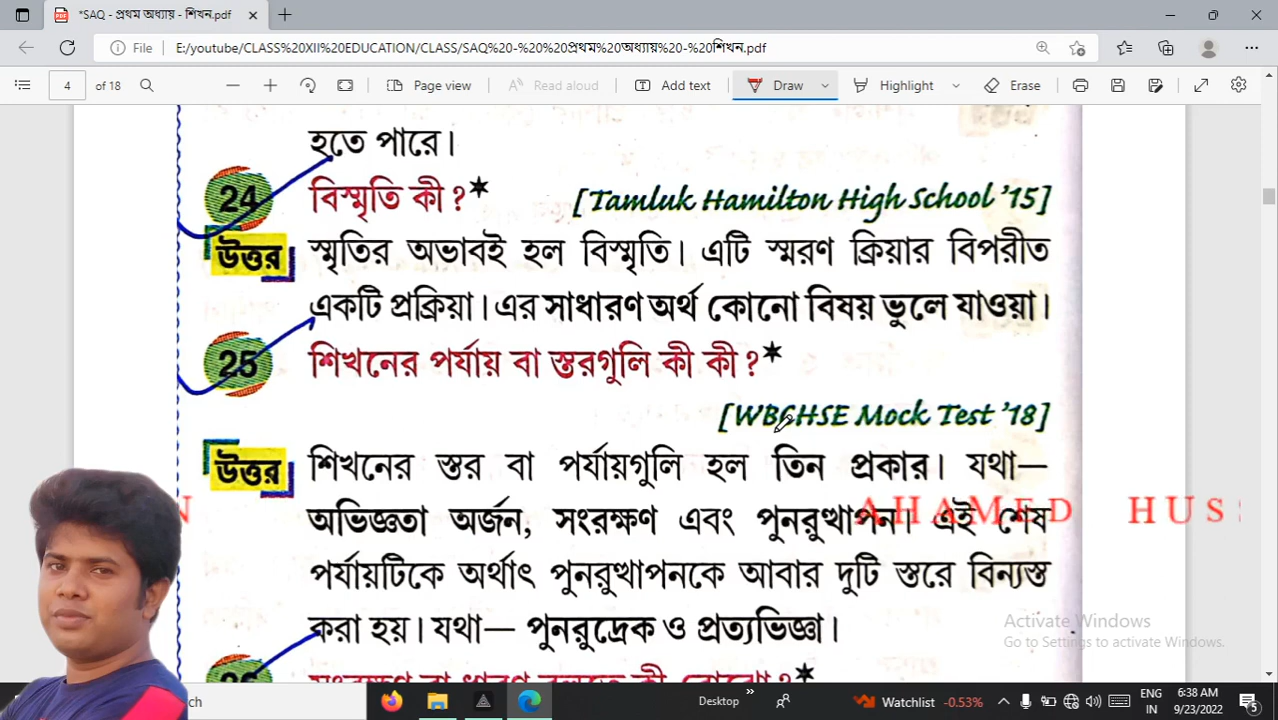 *SAQ - প্রথম অধ্যায় - শিখন.pdf
File E:/youtube/CLASS%20XII%20EDUCATION/CLASS/SAQ%20-%20%20প্রথম%20অধ্যায়%20-%20শিখন.pdf
4 of 18 Page view Read aloud Add text Draw Highlight Erase
হতে পারে।
24 বিস্মৃতি কী ?★ [Tamluk Hamilton High School '15]
উত্তর স্মৃতির অভাবই হল বিস্মৃতি। এটি স্মরণ ক্রিয়ার বিপরীত
একটি প্রক্রিয়া। এর সাধারণ অর্থ কোনো বিষয় ভুলে যাওয়া।
25 শিখনের পর্যায় বা স্তরগুলি কী কী ?★
[WBCHSE Mock Test '18]
উত্তর শিখনের স্তর বা পর্যায়গুলি হল তিন প্রকার। যথা—
অভিজ্ঞতা অর্জন, সংরক্ষণ এবং পুনরুত্থাপন। এই শেষ
N AHAMED HUSS
পর্যায়টিকে অর্থাৎ পুনরুত্থাপনকে আবার দুটি স্তরে বিন্যস্ত
করা হয়। যথা— পুনরুদ্রেক ও প্রত্যভিজ্ঞা।
Activate Windows
Go to Settings to activate Windows.
rch Desktop Watchlist -0.53% ENG 6:38 AM
IN 9/23/2022 5